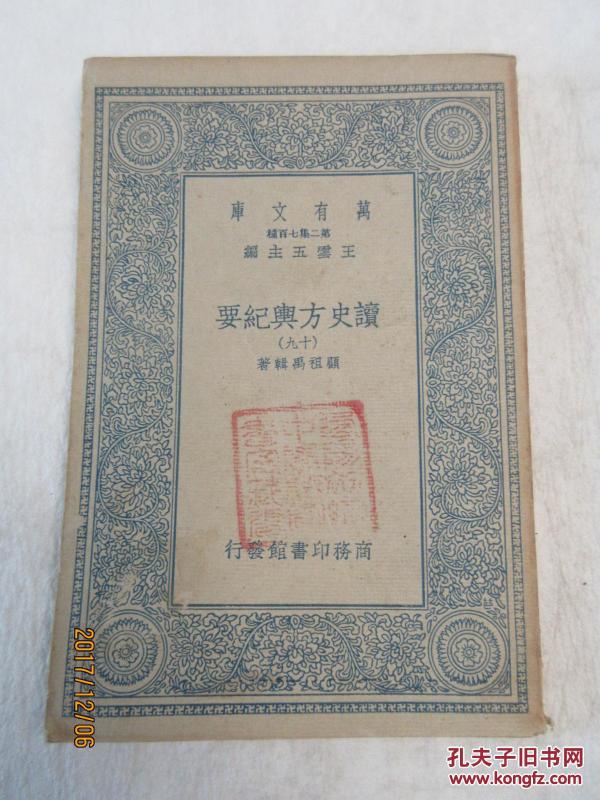 萬有文庫
第二集七百種
王雲五主編
讀史方輿紀要
(十九)
顧祖禹輯著
商務印書館發行
2017/12/06
孔夫子旧书网
www.kongfz.com